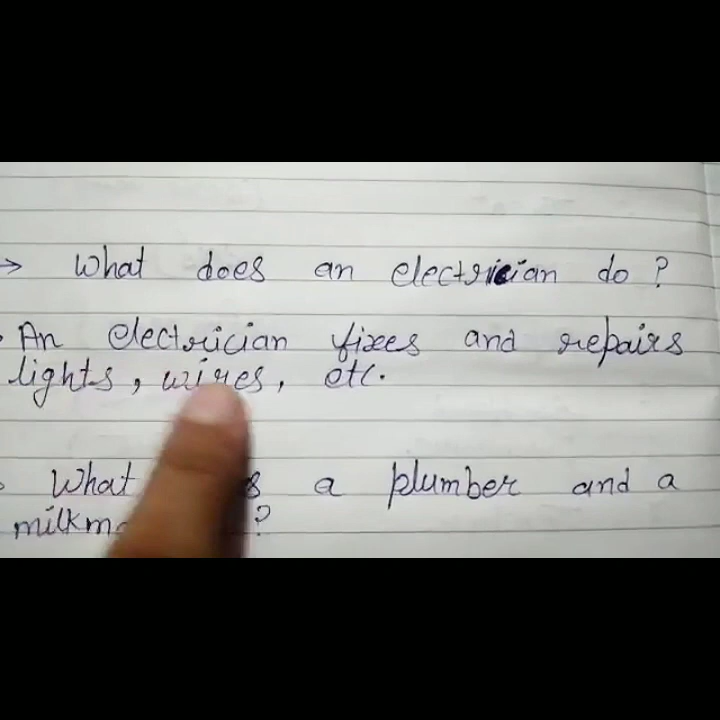 → What does an electrician do ?
. An electrician fixes and repairs
lights, wires, etc.
What a plumber and a
?